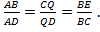 AB/AD = CQ/QD = BE/BC .